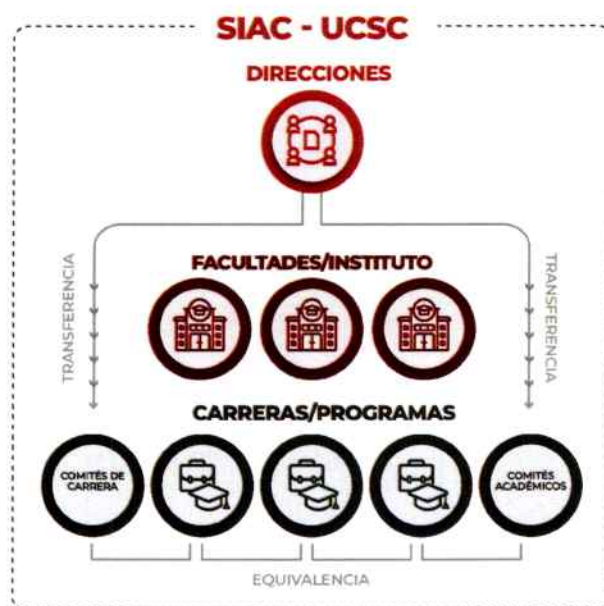 SIAC - UCSC
DIRECCIONES
TRANSFERENCIA
TRANSFERENCIA
FACULTADES/INSTITUTO
CARRERAS/PROGRAMAS
COMITÉS DE
CARRERA
COMITÉS
ACADÉMICOS
EQUIVALENCIA